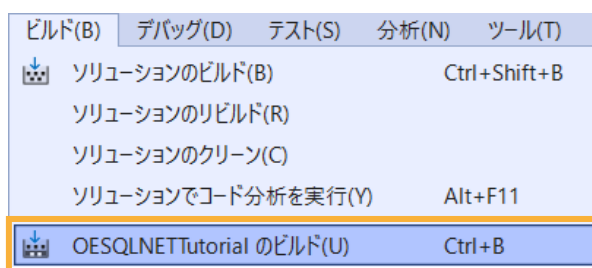 ビルド(B) デバッグ(D) テスト(S) 分析(N) ツール(T)
ソリューションのビルド(B) Ctrl+Shift+B
ソリューションのリビルド(R)
ソリューションのクリーン(C)
ソリューションでコード分析を実行(Y) Alt+F11
OESQLNETTutorial のビルド(U) Ctrl+B